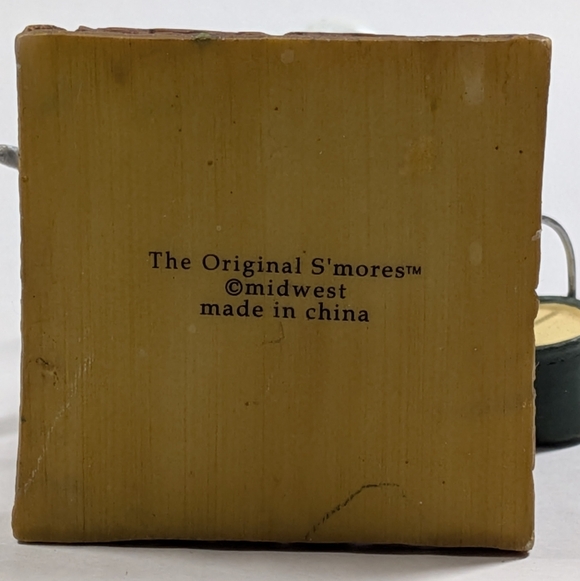 The Original S'mores™
©midwest
made in china